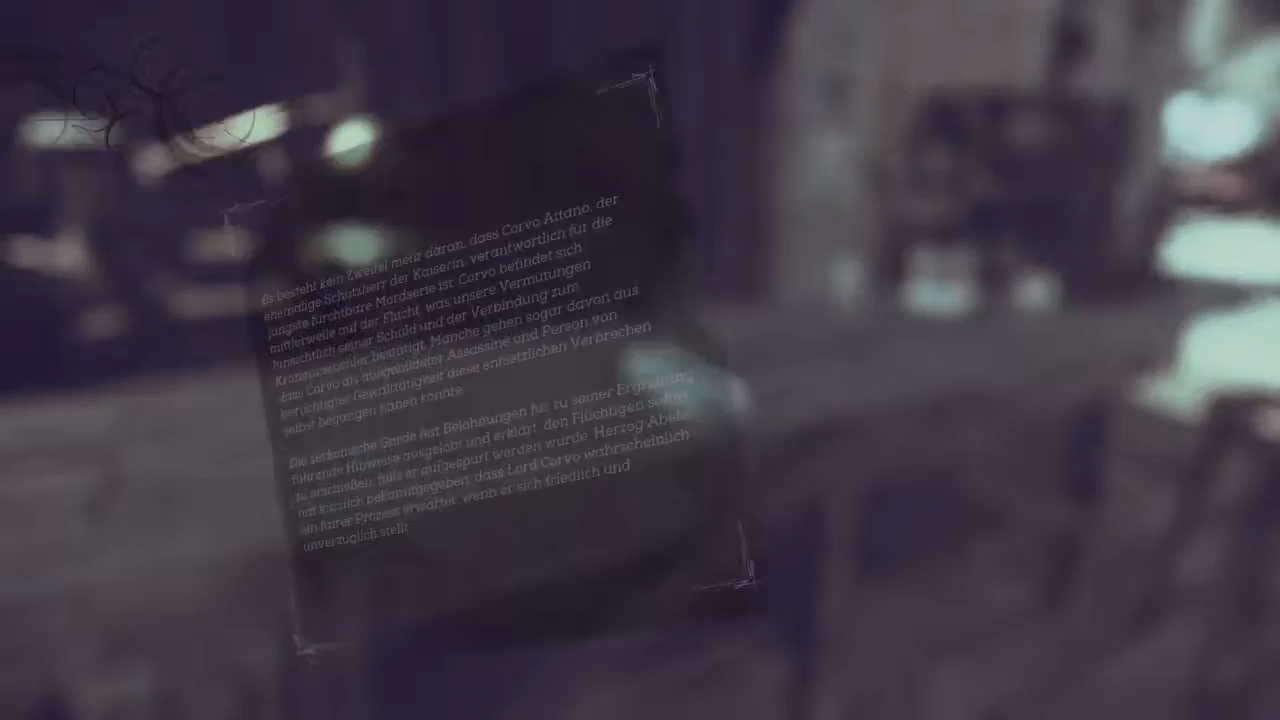 Es besteht kein Zweifel mehr daran, dass Corvo Attano, der
ehemalige Schutzherr der Kaiserin, verantwortlich für die
jüngste furchtbare Mordserie ist. Corvo befindet sich
mittlerweile auf der Flucht, was unsere Vermutungen
hinsichtlich seiner Schuld und der Verbindung zum
Kronenmeuchler bestätigt. Manche gehen sogar davon aus
dass Corvo als ausgebildeter Assassine und Person von
berüchtigter Gewalttätigkeit diese entsetzlichen Verbrechen
selbst begangen haben könnte.
Die serkonische Garde hat Belohnungen für zu seiner Ergreifung
führende Hinweise ausgelobt und erklärt, den Flüchtigen sofort
zu erschießen, falls er aufgespürt werden würde. Herzog Abele
hat kürzlich bekanntgegeben, dass Lord Corvo wahrscheinlich
ein fairer Prozess erwartet, wenn er sich friedlich und
unverzüglich stellt.